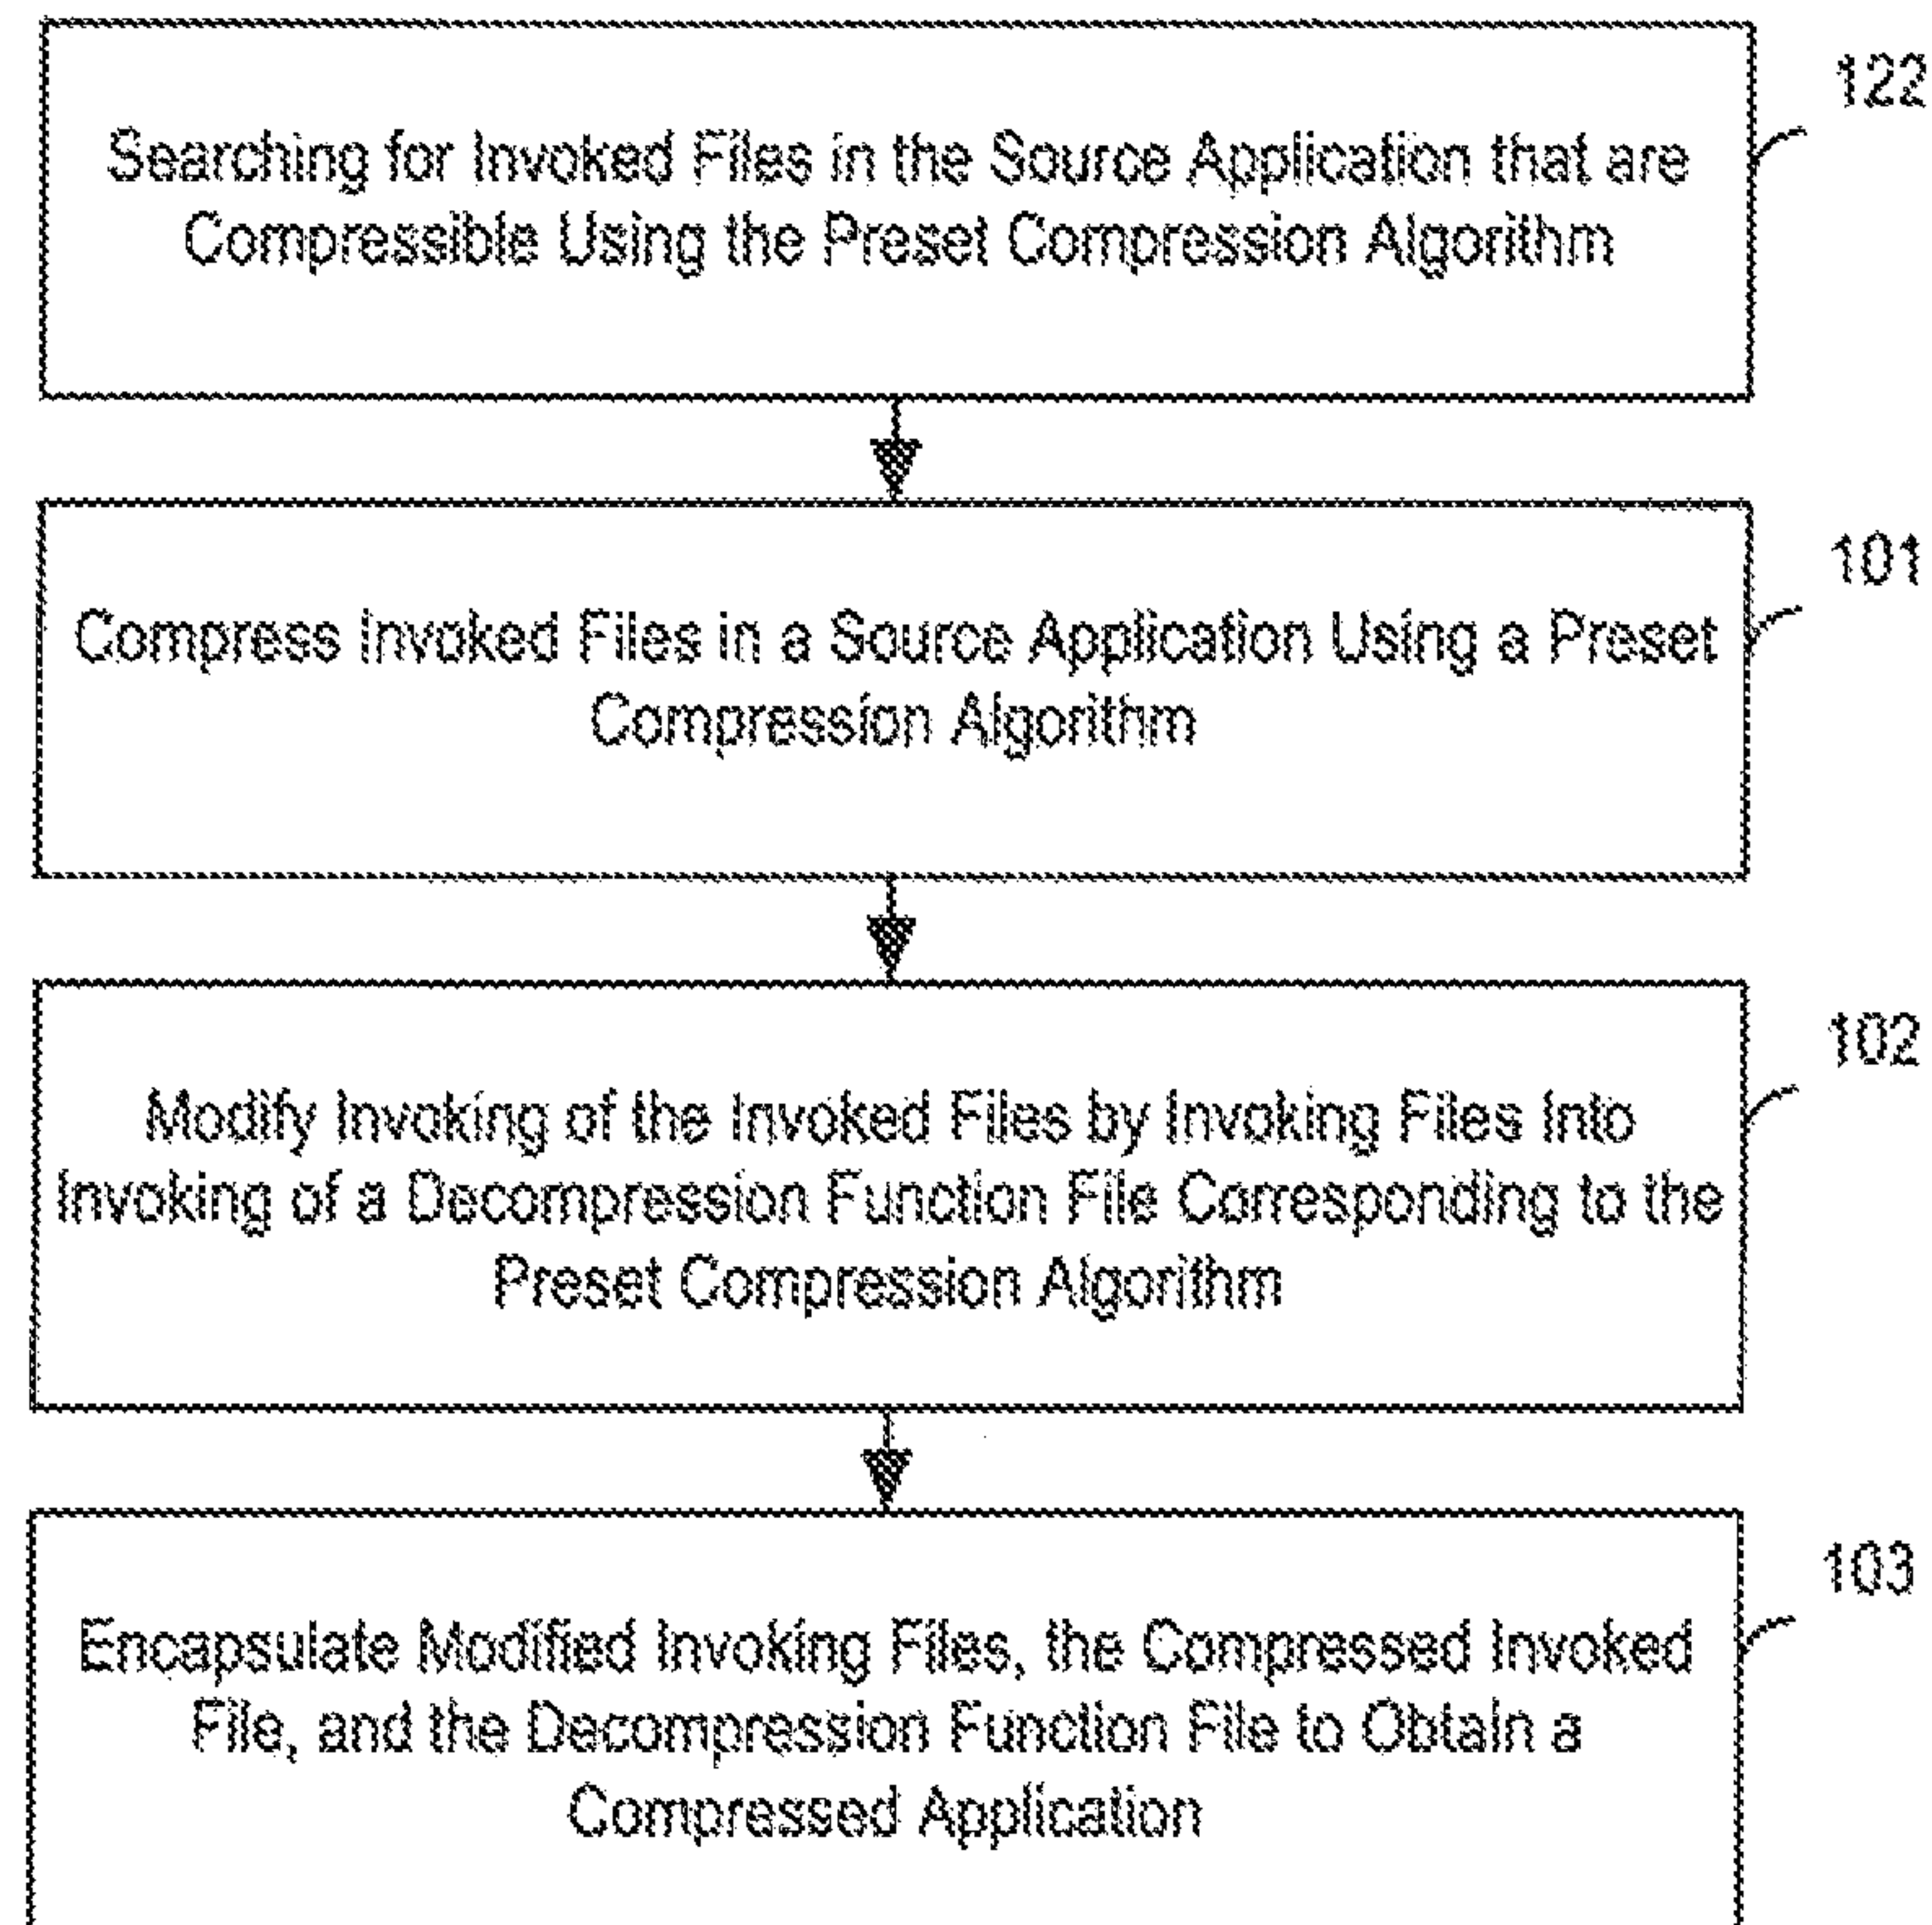 122
Searching for Invoked Files in the Source Application that are
Compressible Using the Preset Compression Algorithm
101
Compress Invoked Files in a Source Application Using a Preset
Compression Algorithm
102
Modify Invoking of the Invoked Files by Invoking Files Into
Invoking of a Decompression Function File Corresponding to the
Preset Compression Algorithm
103
Encapsulate Modified Invoking Files, the Compressed Invoked
File, and the Decompression Function File to Obtain a
Compressed Application